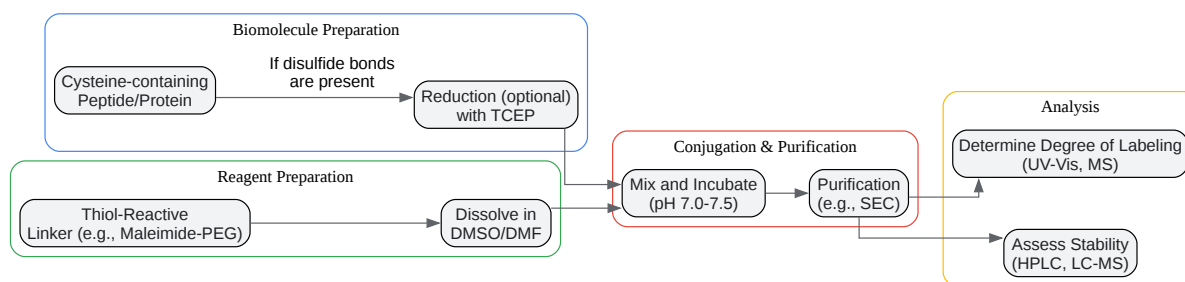 Biomolecule Preparation
Cysteine-containing
Peptide/Protein
If disulfide bonds
are present
Reduction (optional)
with TCEP
Reagent Preparation
Thiol-Reactive
Linker (e.g., Maleimide-PEG)
Dissolve in
DMSO/DMF
Conjugation & Purification
Mix and Incubate
(pH 7.0-7.5)
Purification
(e.g., SEC)
Analysis
Determine Degree of Labeling
(UV-Vis, MS)
Assess Stability
(HPLC, LC-MS)